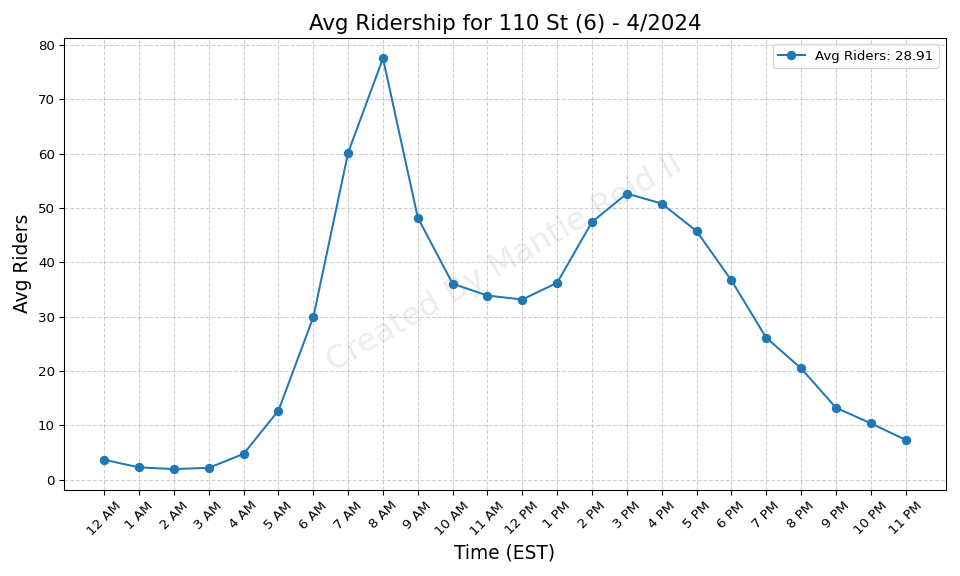 Avg Ridership for 110 St (6) - 4/2024
Avg Riders: 28.91
80
70
60
50
40
30
20
10
0
Avg Riders
Created By Mantie Reid II
12 AM
1 AM
2 AM
3 AM
4 AM
5 AM
6 AM
7 AM
8 AM
9 AM
10 AM
11 AM
12 PM
1 PM
2 PM
3 PM
4 PM
5 PM
6 PM
7 PM
8 PM
9 PM
10 PM
11 PM
Time (EST)